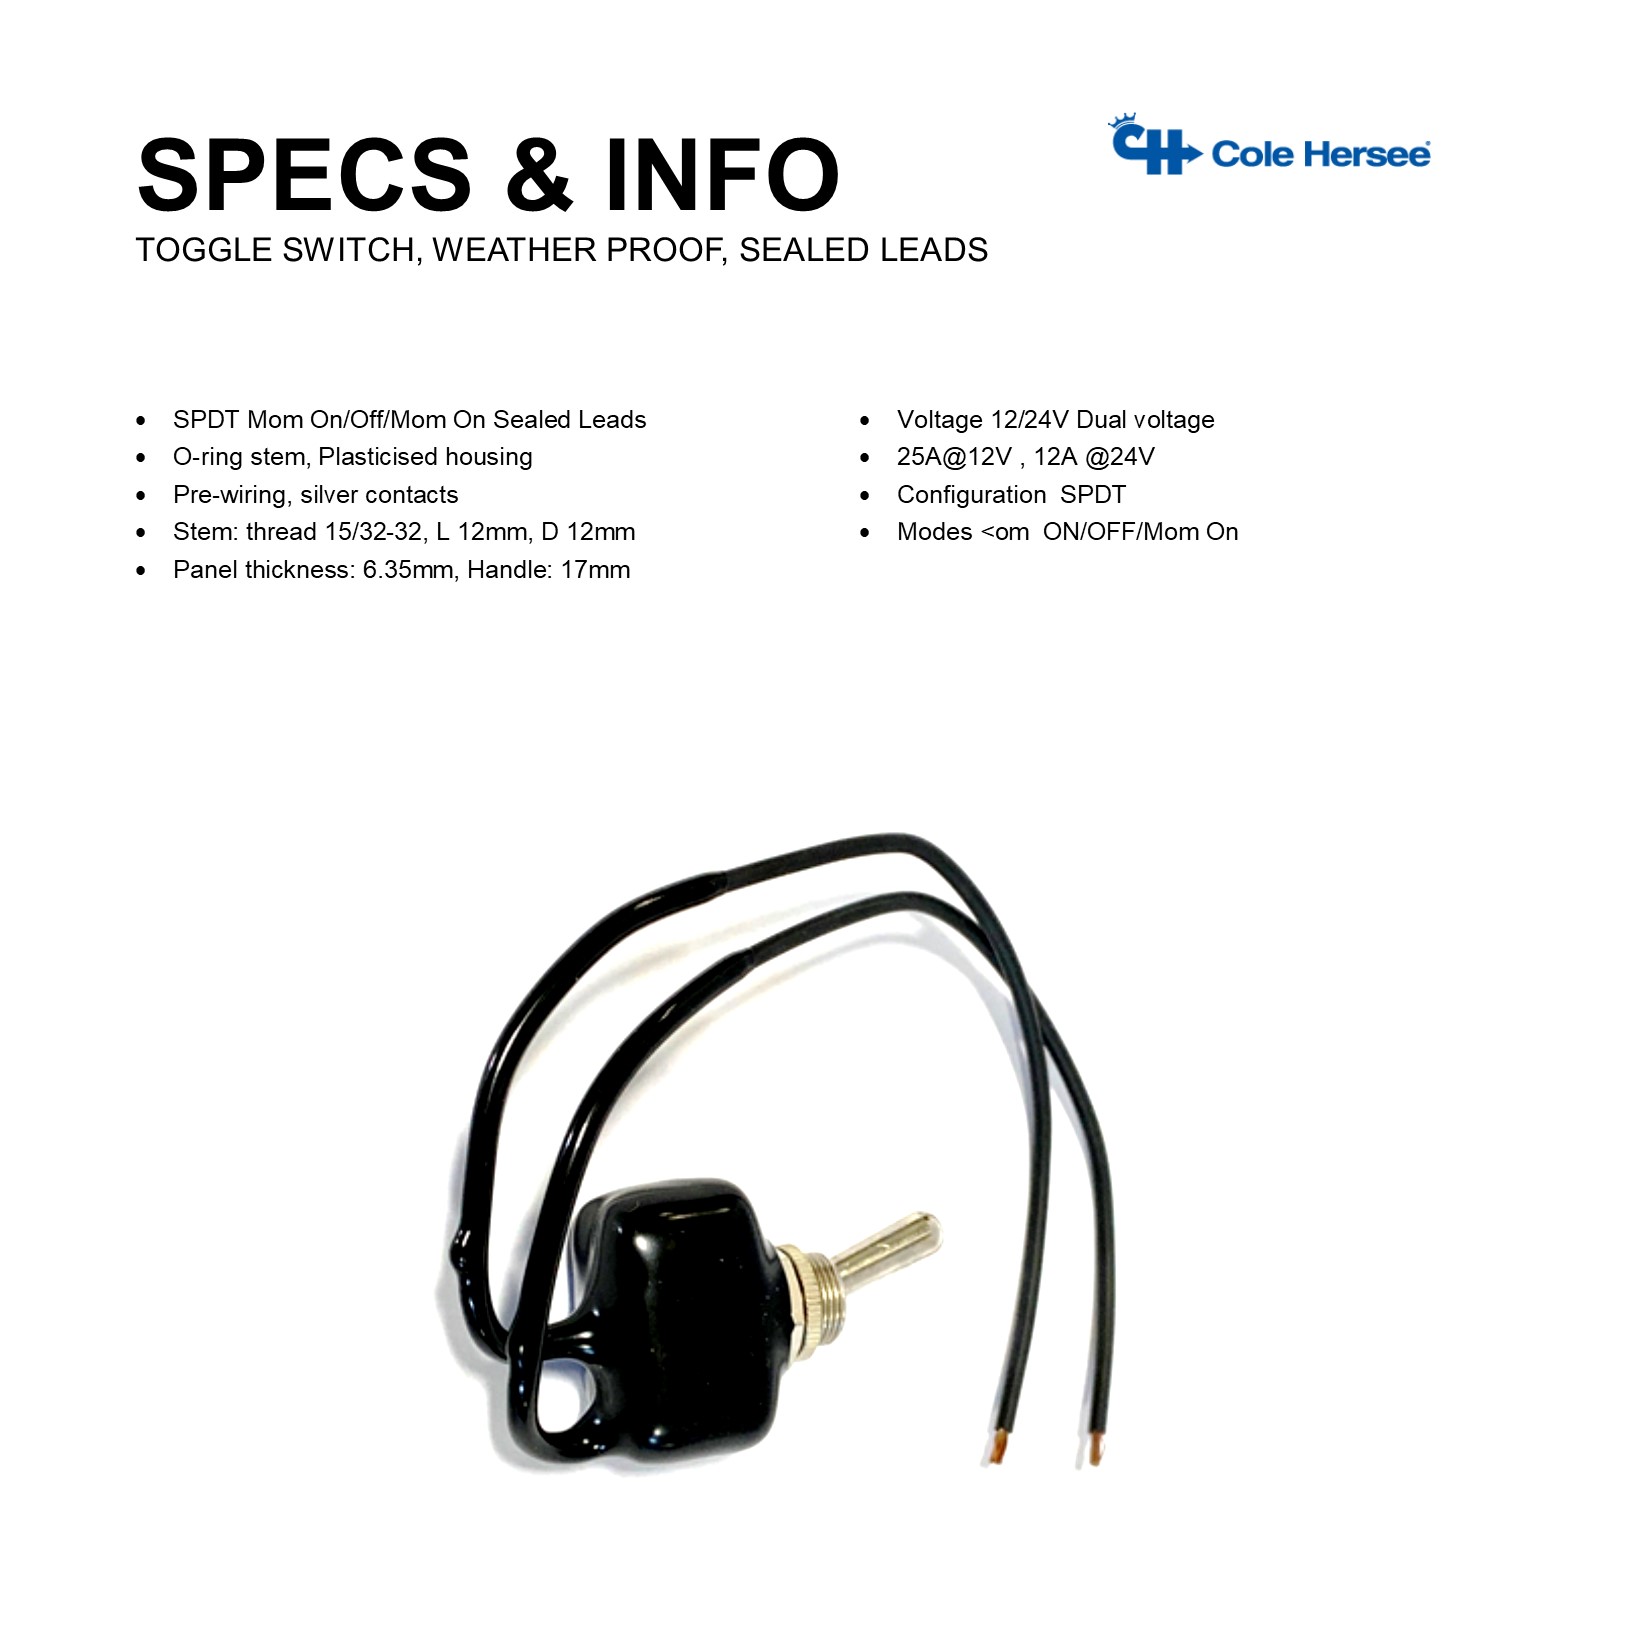 SPECS & INFO
CH Cole Hersee
TOGGLE SWITCH, WEATHER PROOF, SEALED LEADS
• SPDT Mom On/Off/Mom On Sealed Leads
• O-ring stem, Plasticised housing
• Pre-wiring, silver contacts
• Stem: thread 15/32-32, L 12mm, D 12mm
• Panel thickness: 6.35mm, Handle: 17mm
• Voltage 12/24V Dual voltage
• 25A@12V , 12A @24V
• Configuration  SPDT
• Modes <om  ON/OFF/Mom On